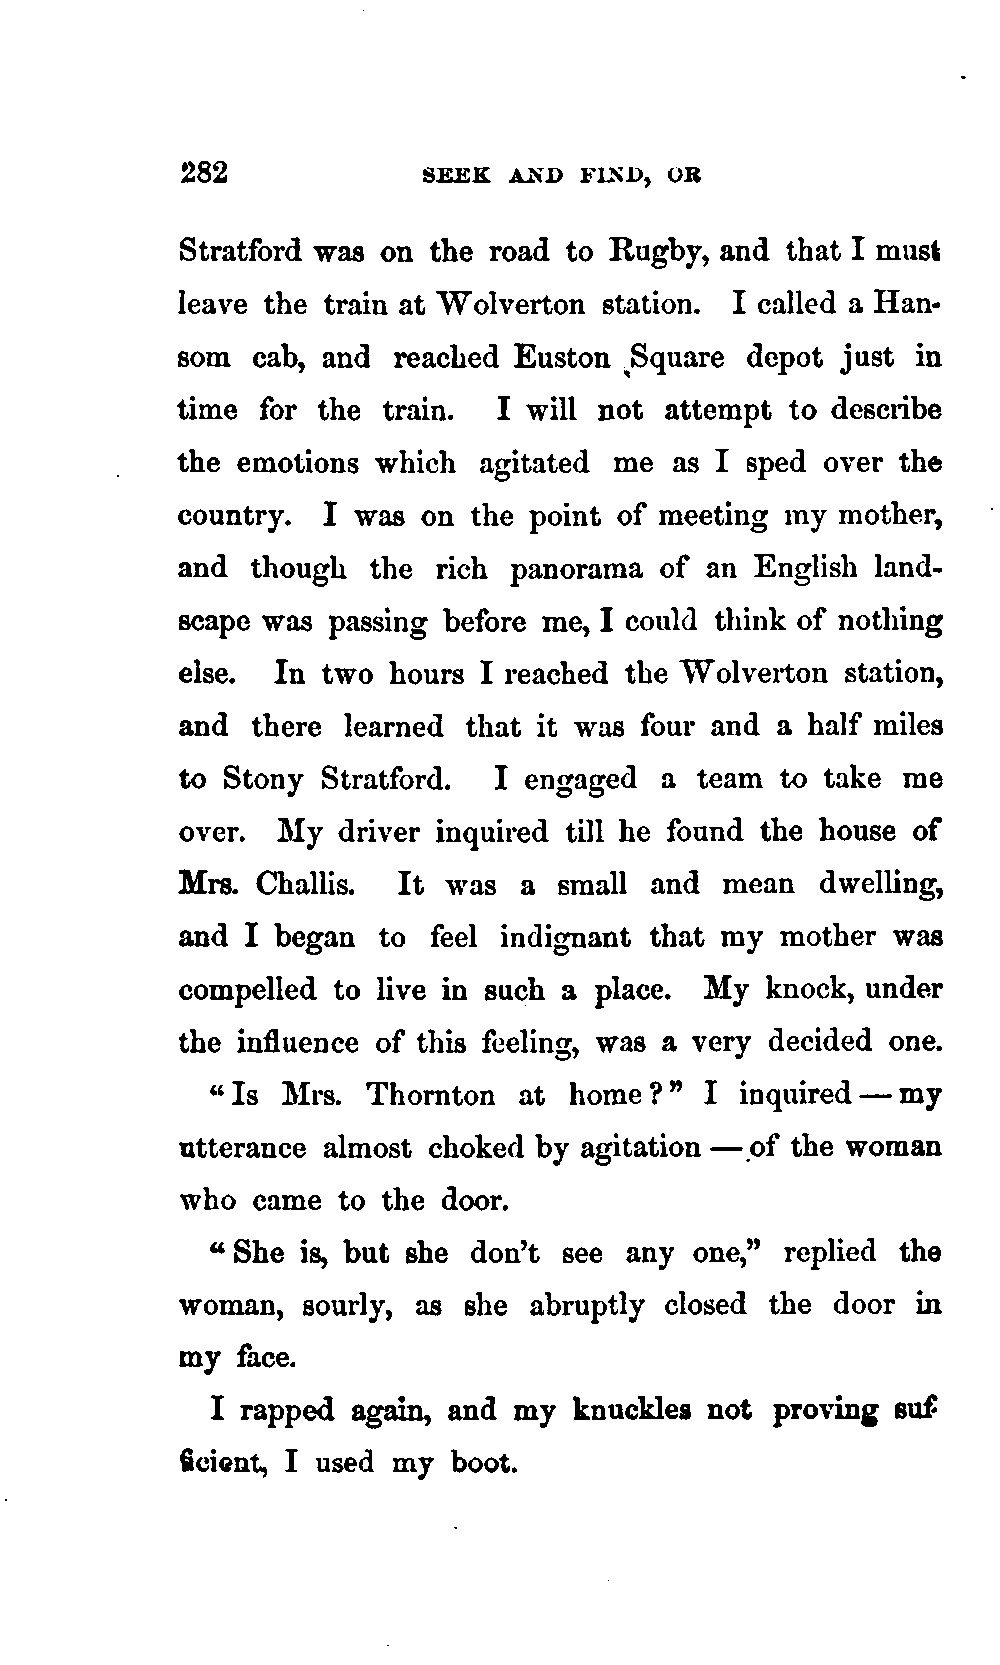 282 SEEK AND FIND, OR
Stratford was on the road to Rugby, and that I must
leave the train at Wolverton station. I called a Han-
som cab, and reached Euston Square depot just in
time for the train. I will not attempt to describe
the emotions which agitated me as I sped over the
country. I was on the point of meeting my mother,
and though the rich panorama of an English land-
scape was passing before me, I could think of nothing
else. In two hours I reached the Wolverton station,
and there learned that it was four and a half miles
to Stony Stratford. I engaged a team to take me
over. My driver inquired till he found the house of
Mrs. Challis. It was a small and mean dwelling,
and I began to feel indignant that my mother was
compelled to live in such a place. My knock, under
the influence of this feeling, was a very decided one.
“Is Mrs. Thornton at home?” I inquired — my
utterance almost choked by agitation — of the woman
who came to the door.
“She is, but she don't see any one,” replied the
woman, sourly, as she abruptly closed the door in
my face.
I rapped again, and my knuckles not proving suf-
ficient, I used my boot.